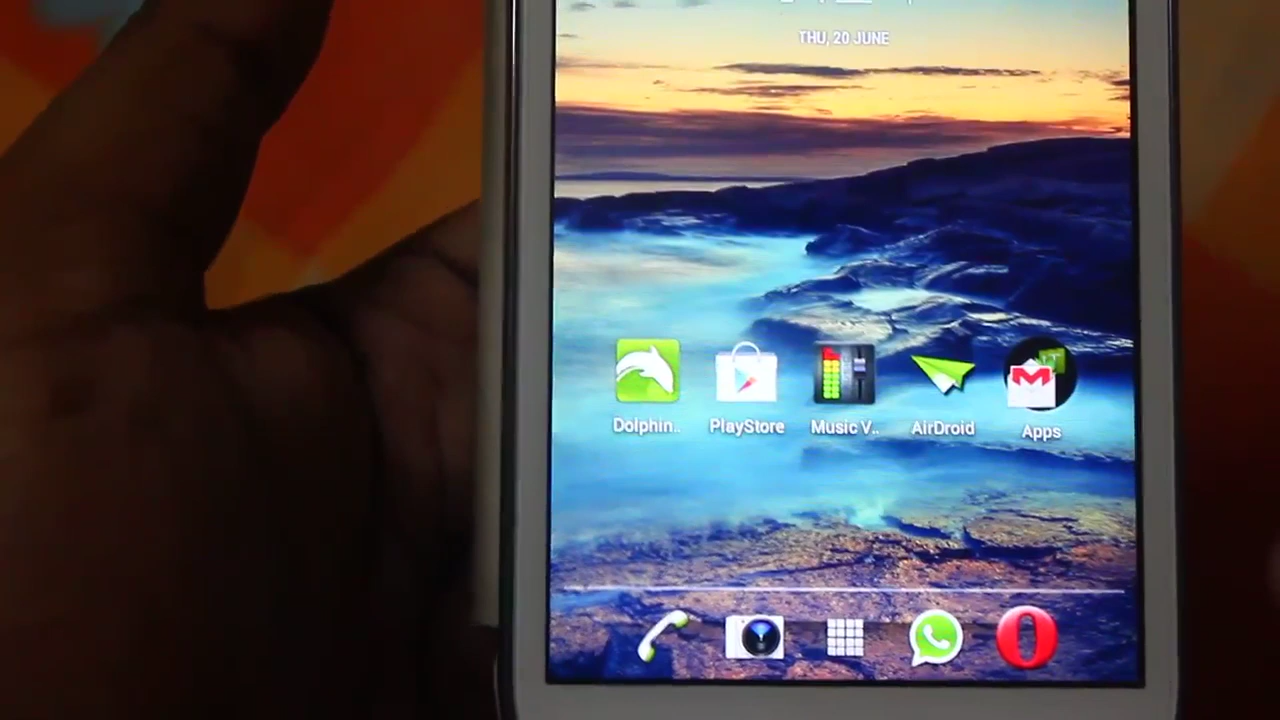 THU, 20 JUNE
Dolphin..
PlayStore
Music V..
AirDroid
Apps